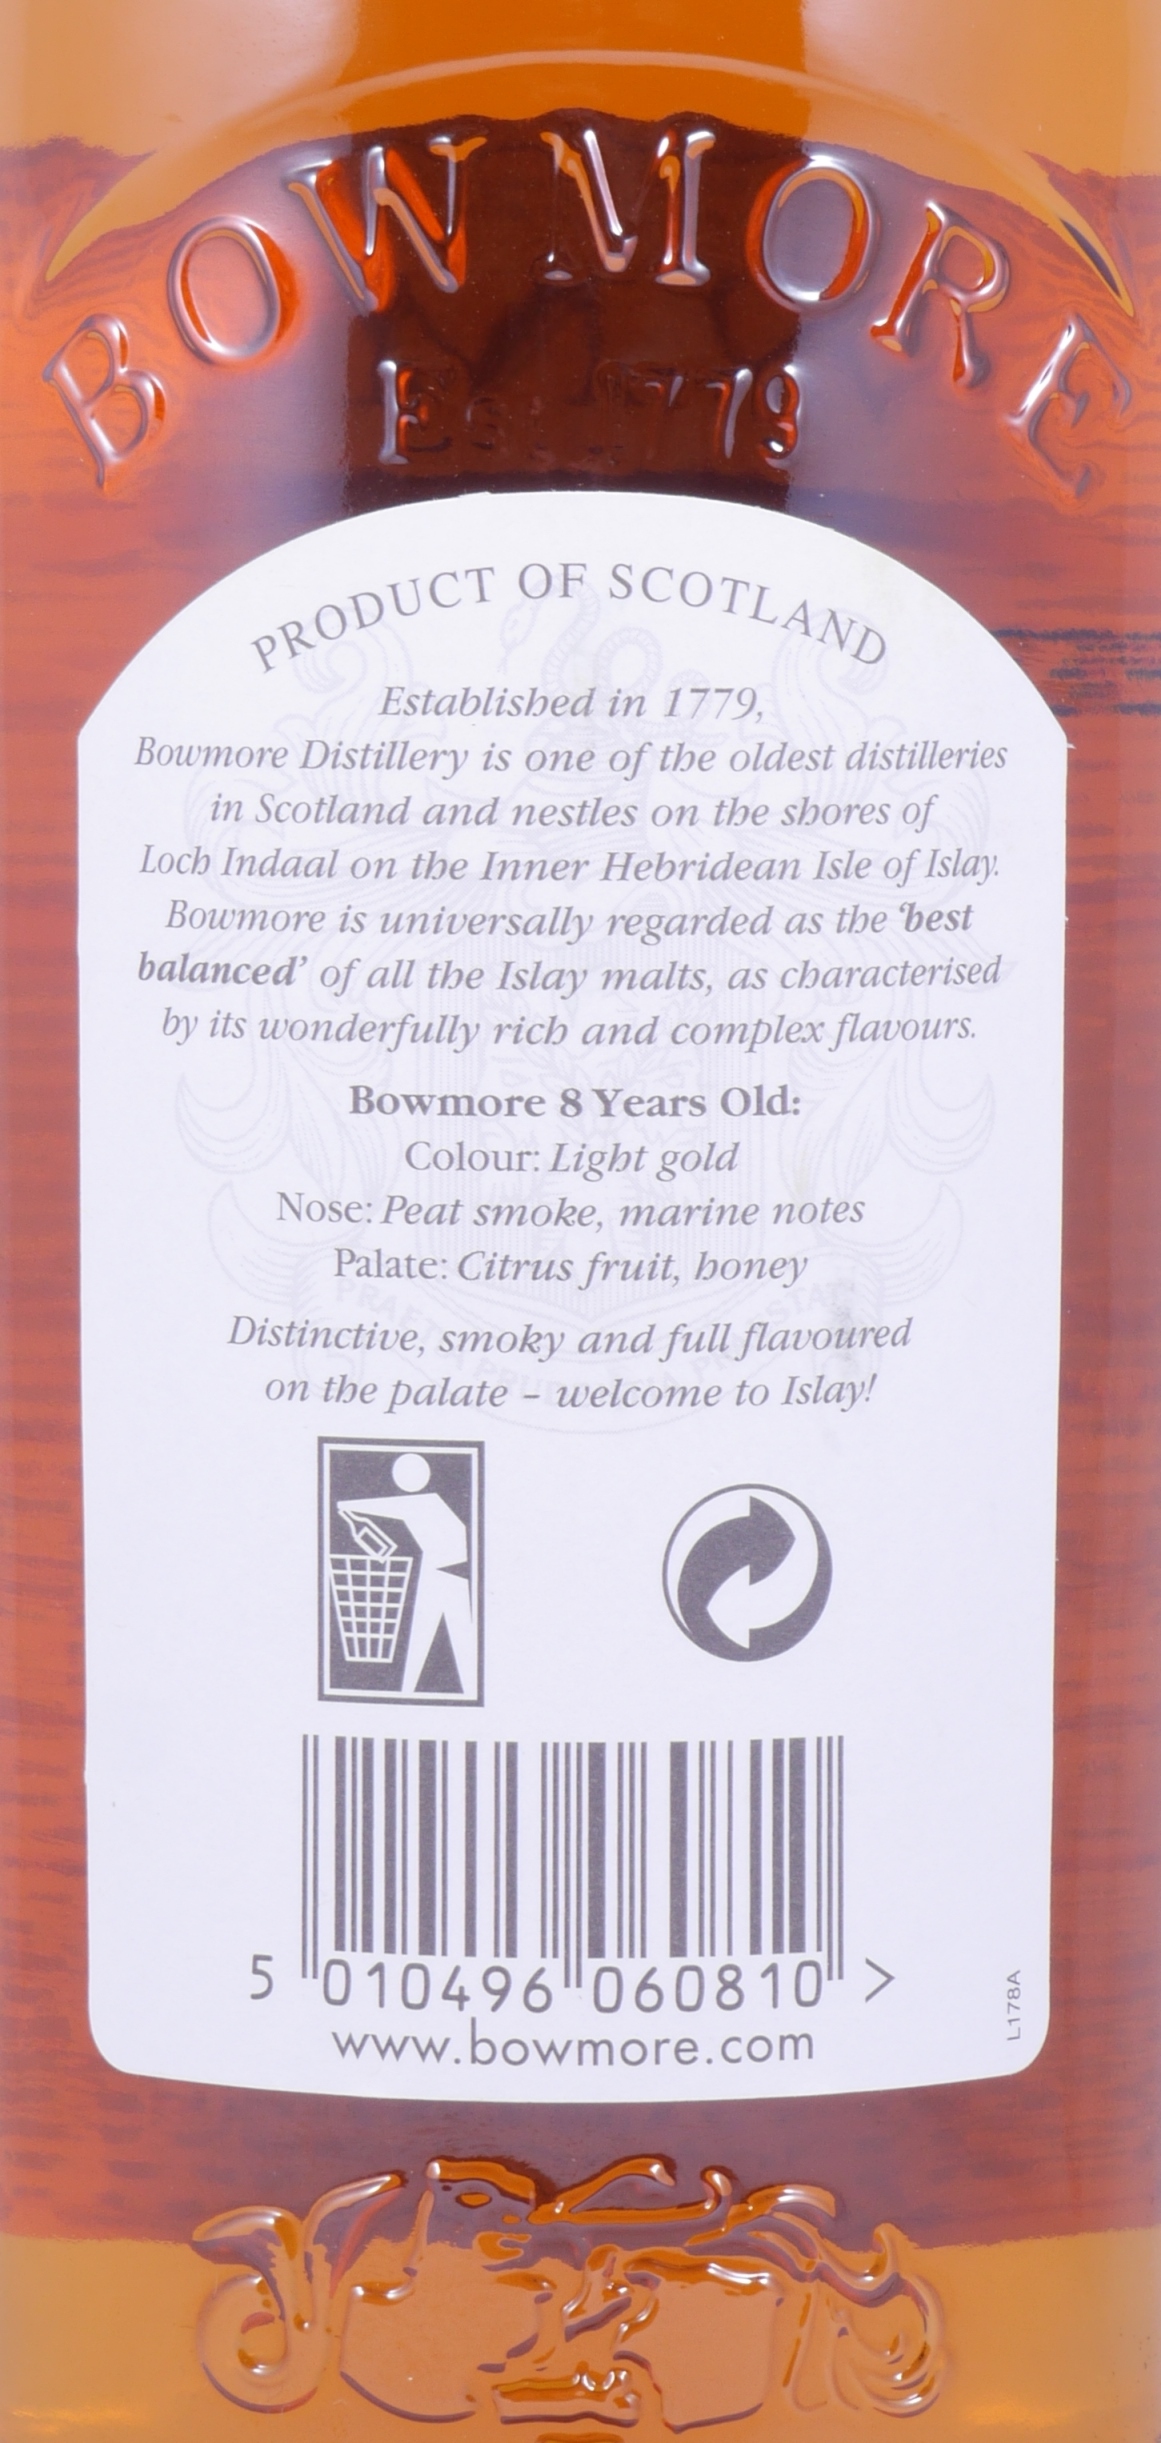 BOWMORE
Est. 1779
PRODUCT OF SCOTLAND
Established in 1779,
Bowmore Distillery is one of the oldest distilleries
in Scotland and nestles on the shores of
Loch Indaal on the Inner Hebridean Isle of Islay.
Bowmore is universally regarded as the ‘best
balanced’ of all the Islay malts, as characterised
by its wonderfully rich and complex flavours.
Bowmore 8 Years Old:
Colour: Light gold
Nose: Peat smoke, marine notes
Palate: Citrus fruit, honey
Distinctive, smoky and full flavoured
on the palate – welcome to Islay!
5 010496 060810 >
www.bowmore.com
L178A